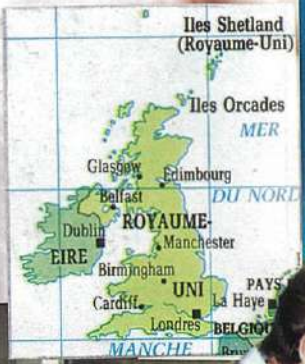 Iles Shetland
(Royaume-Uni)
Iles Orcades
MER
Glasgow
Edimbourg
DU NORD
Belfast
ROYAUME-
Dublin
Manchester
EIRE
Birmingham
PAYS
UNI
La Haye
Cardiff
Londres
BELGIQU
MANCHE